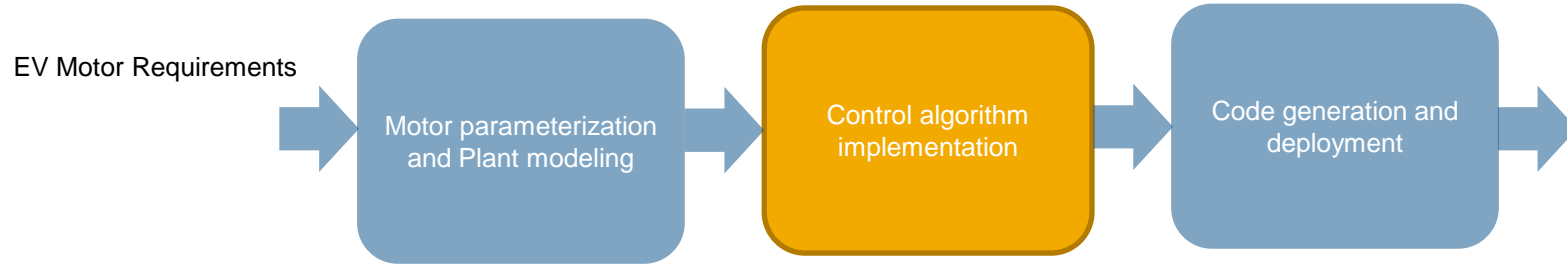 EV Motor Requirements
Motor parameterization
and Plant modeling
Control algorithm
implementation
Code generation and
deployment